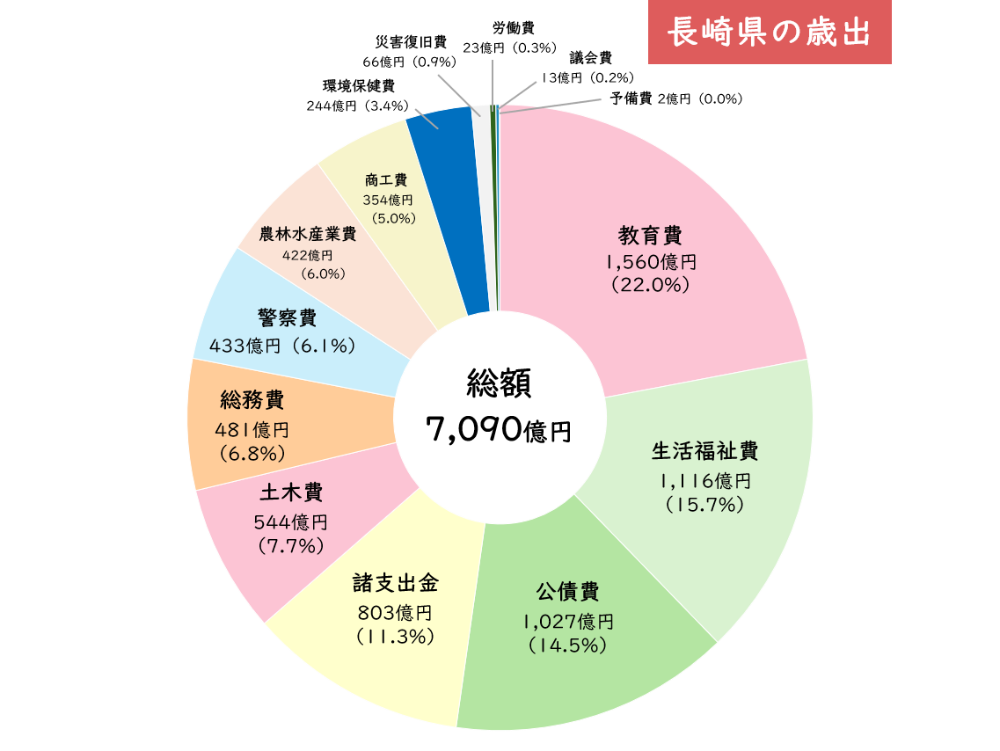 長崎県の歳出
労働費
23億円（0.3%）
災害復旧費
66億円（0.9%）
議会費
13億円（0.2%）
環境保健費
244億円（3.4%）
予備費 2億円（0.0%）
商工費
354億円
（5.0%）
教育費
1,560億円
（22.0%）
農林水産業費
422億円
（6.0%）
警察費
433億円（6.1%）
総額
7,090億円
総務費
481億円
（6.8%）
生活福祉費
1,116億円
（15.7%）
土木費
544億円
（7.7%）
諸支出金
803億円
（11.3%）
公債費
1,027億円
（14.5%）